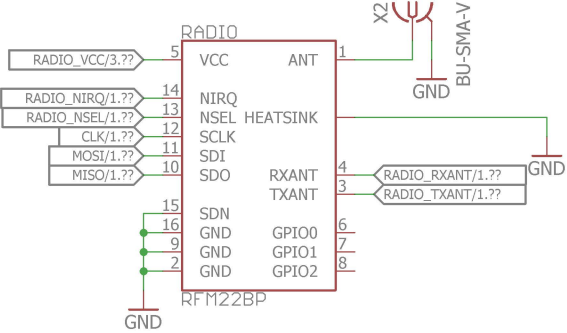 X2
BU-SMA-V
GND
RADIO
RADIO_VCC/3.??
5
VCC
ANT
1
RADIO_NIRQ/1.??
14
NIRQ
RADIO_NSEL/1.??
13
NSEL
HEATSINK
CLK/1.??
12
SCLK
MOSI/1.??
11
SDI
MISO/1.??
10
SDO
RXANT
4
RADIO_RXANT/1.??
TXANT
3
RADIO_TXANT/1.??
GND
15
SDN
16
GND
GPIO0
6
9
GND
GPIO1
7
2
GND
GPIO2
8
RFM22BP
GND